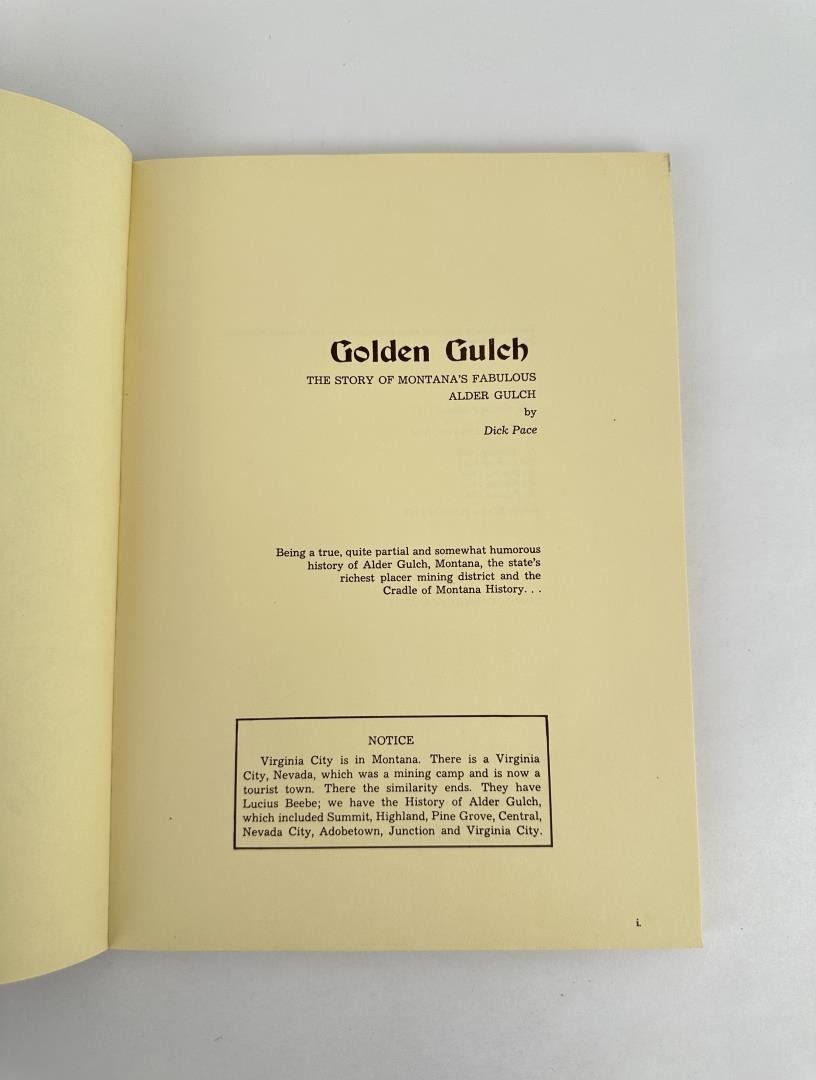 Golden Gulch
THE STORY OF MONTANA'S FABULOUS
ALDER GULCH
by
Dick Pace
Being a true, quite partial and somewhat humorous
history of Alder Gulch, Montana, the state's
richest placer mining district and the
Cradle of Montana History. . .
NOTICE
Virginia City is in Montana. There is a Virginia
City, Nevada, which was a mining camp and is now a
tourist town. There the similarity ends. They have
Lucius Beebe; we have the History of Alder Gulch,
which included Summit, Highland, Pine Grove, Central,
Nevada City, Adobetown, Junction and Virginia City.
i.